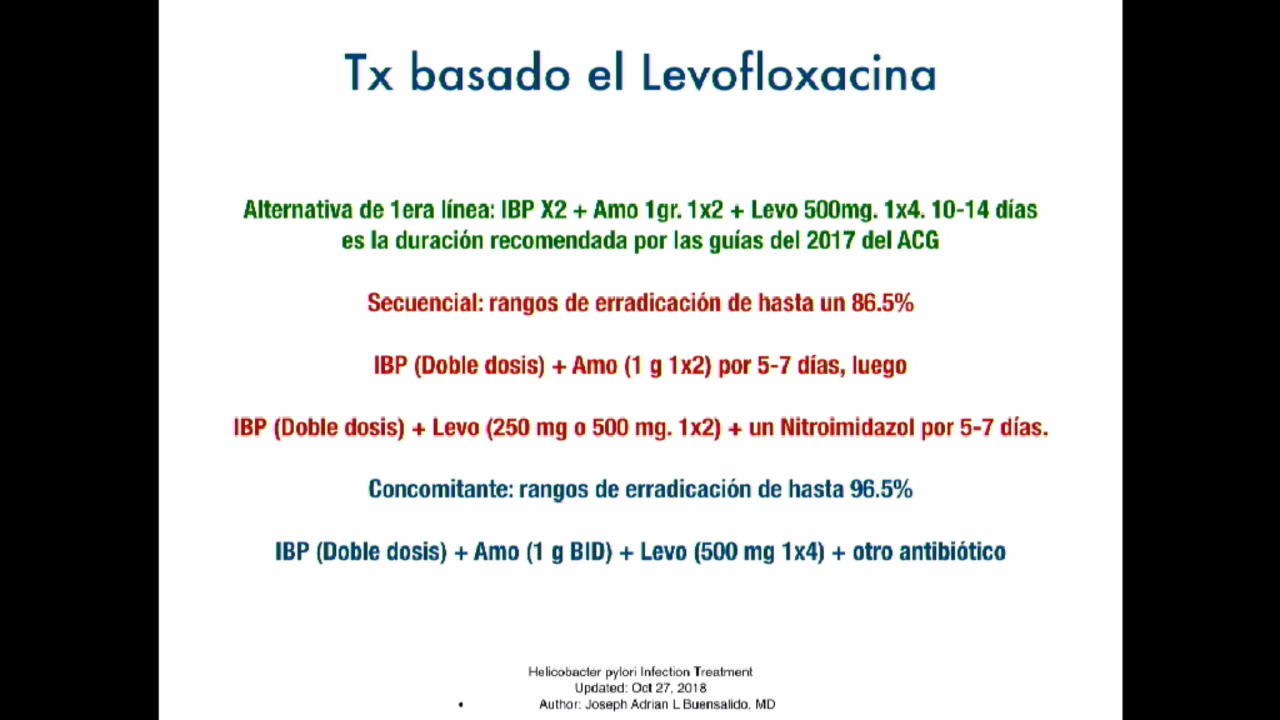 Tx basado el Levofloxacina
Alternativa de 1era línea: IBP X2 + Amo 1gr. 1x2 + Levo 500mg. 1x4. 10-14 días
es la duración recomendada por las guías del 2017 del ACG
Secuencial: rangos de erradicación de hasta un 86.5%
IBP (Doble dosis) + Amo (1 g 1x2) por 5-7 días, luego
IBP (Doble dosis) + Levo (250 mg o 500 mg. 1x2) + un Nitroimidazol por 5-7 días.
Concomitante: rangos de erradicación de hasta 96.5%
IBP (Doble dosis) + Amo (1 g BID) + Levo (500 mg 1x4) + otro antibiótico
Helicobacter pylori Infection Treatment
Updated: Oct 27, 2018
• Author: Joseph Adrian L Buensalido, MD